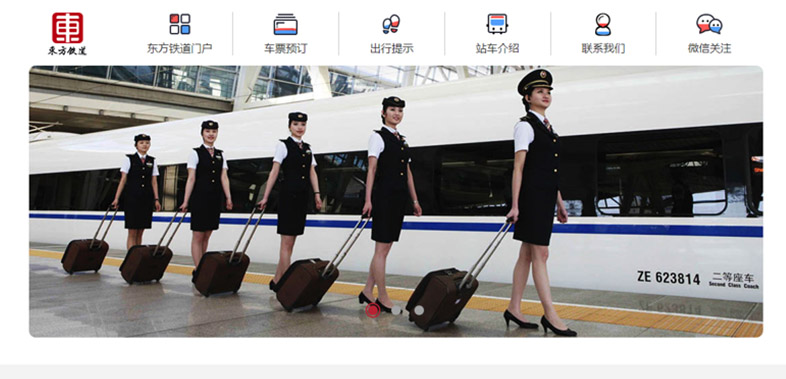 東
东方铁道
东方铁道门户
车票预订
出行提示
站车介绍
联系我们
微信关注
ZE 623814
二等座车
Second Class Coach